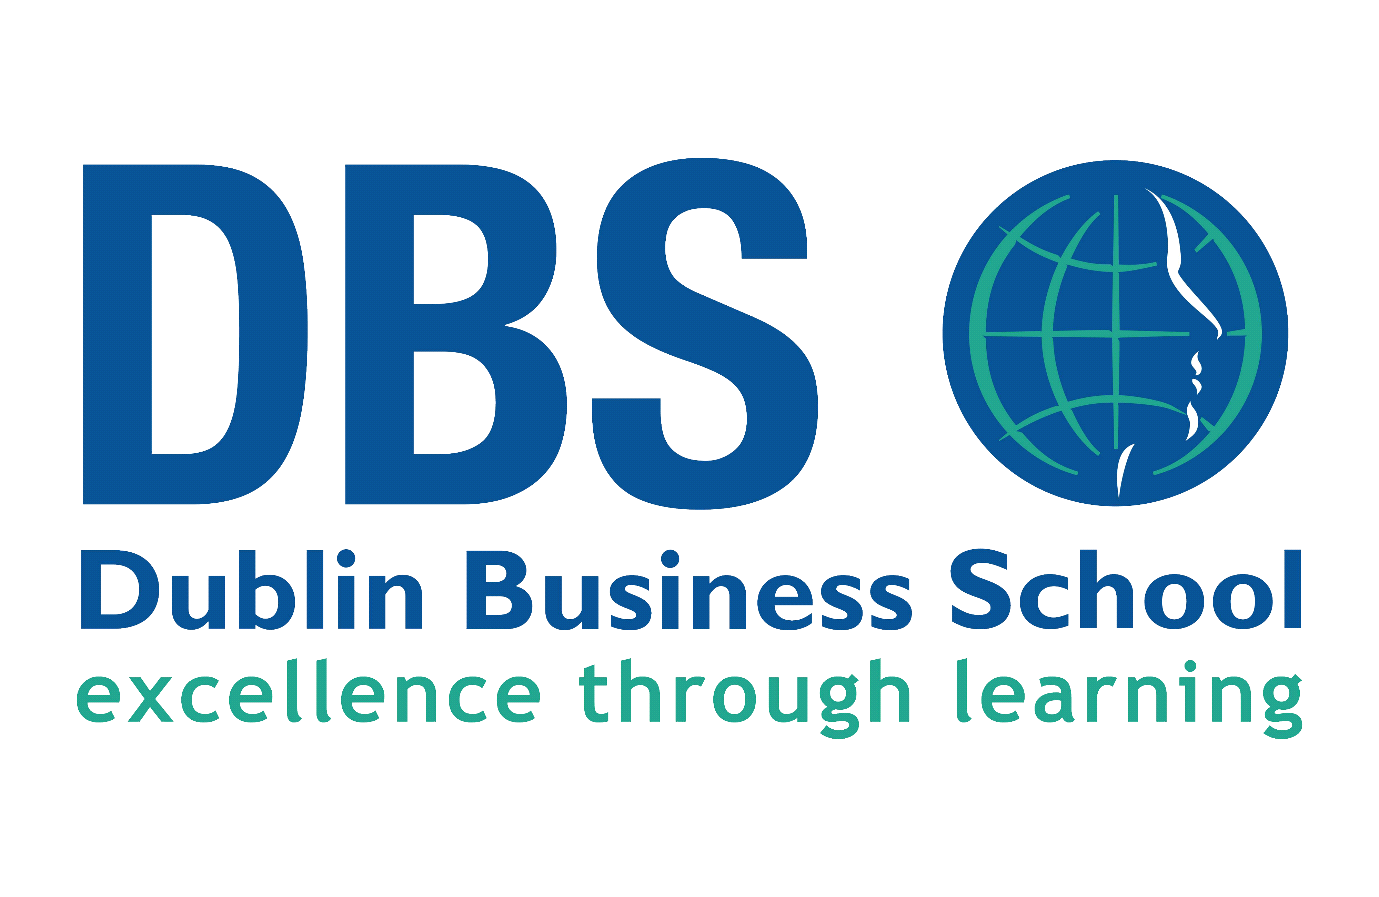 DBS
Dublin Business School
excellence through learning